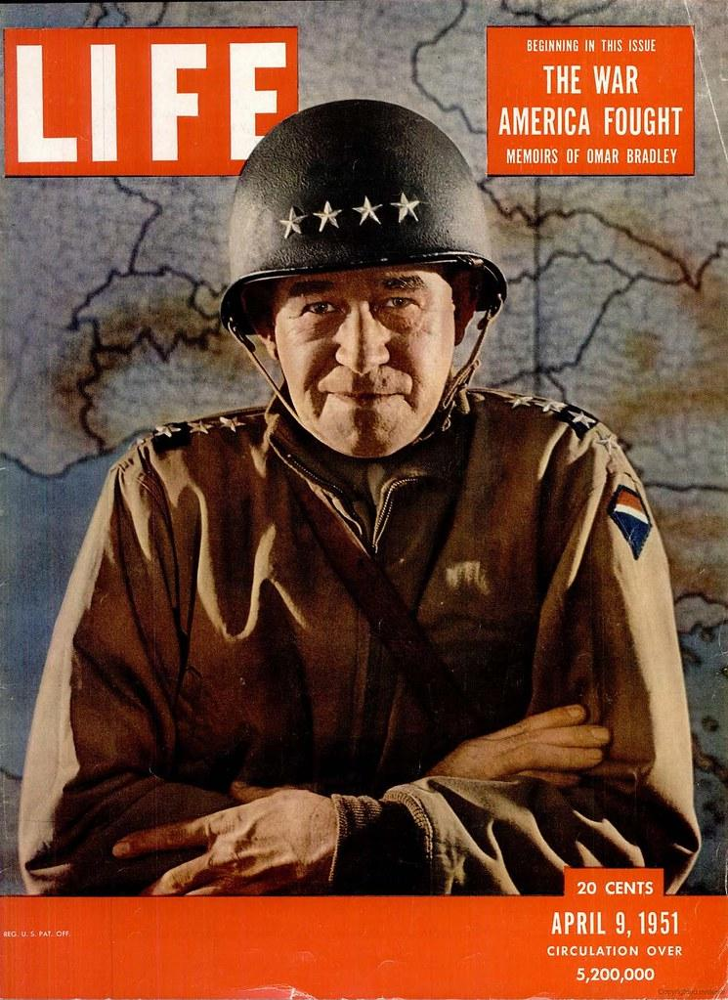 LIFE
BEGINNING IN THIS ISSUE
THE WAR
AMERICA FOUGHT
MEMOIRS OF OMAR BRADLEY
20 CENTS
REG. U. S. PAT. OFF.
APRIL 9, 1951
CIRCULATION OVER
5,200,000